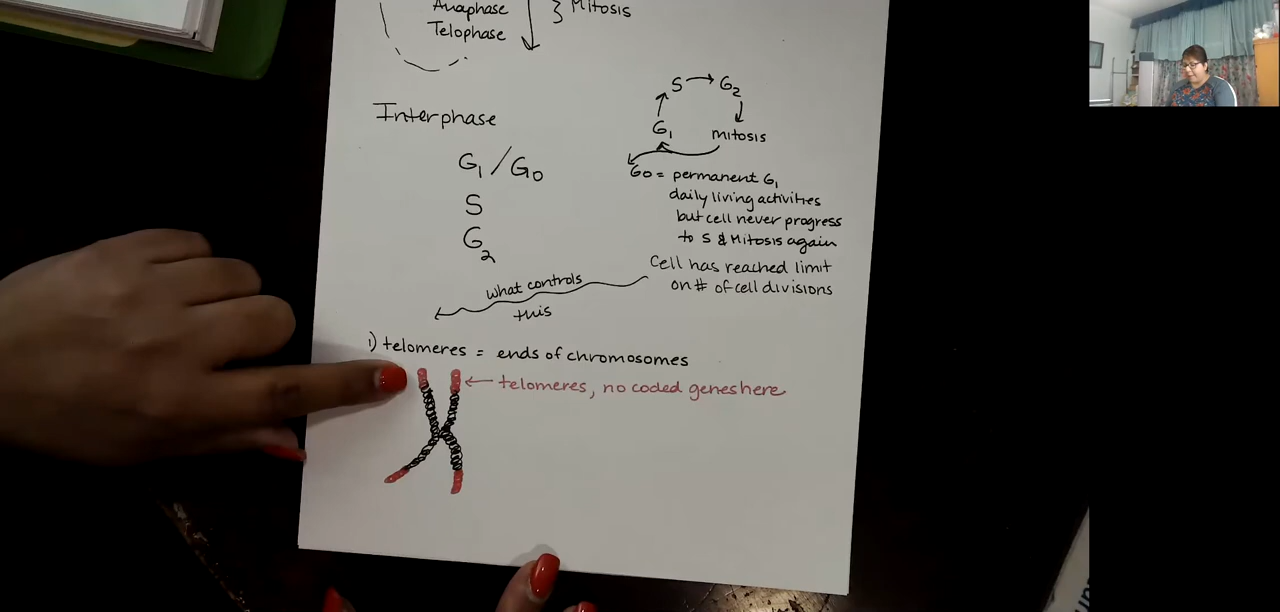 Anaphase
Telophase
} Mitosis
Interphase
G₁/G₀
S
G₂
S → G₂
G₁
mitosis
G₀ = permanent G₁
daily living activities
but cell never progress
to S & Mitosis again
Cell has reached limit
on # of cell divisions
what controls
this
1) telomeres = ends of chromosomes
← telomeres, no coded genes here